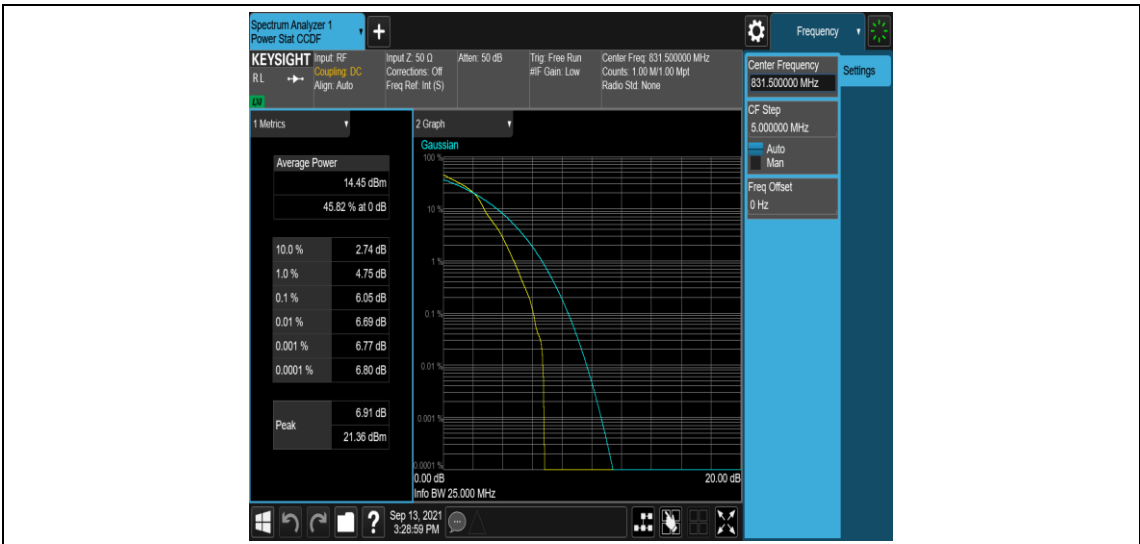 Spectrum Analyzer 1
Power Stat CCDF
+
Frequency
KEYSIGHT
RL
LXI
Input: RF
Coupling: DC
Align: Auto
Input Z: 50 Ω
Corrections: Off
Freq Ref: Int (S)
Atten: 50 dB
Trig: Free Run
#IF Gain: Low
Center Freq: 831.500000 MHz
Counts: 1.00 M/1.00 Mpt
Radio Std: None
Center Frequency
831.500000 MHz
Settings
CF Step
5.000000 MHz
Auto
Man
Freq Offset
0 Hz
1 Metrics
Average Power
14.45 dBm
45.82 % at 0 dB
10.0 % 2.74 dB
1.0 % 4.75 dB
0.1 % 6.05 dB
0.01 % 6.69 dB
0.001 % 6.77 dB
0.0001 % 6.80 dB
Peak 6.91 dB
21.36 dBm
2 Graph
Gaussian
100 %
10 %
1 %
0.1 %
0.01 %
0.001 %
0.0001 %
0.00 dB 20.00 dB
Info BW 25.000 MHz
?
Sep 13, 2021
3:28:59 PM